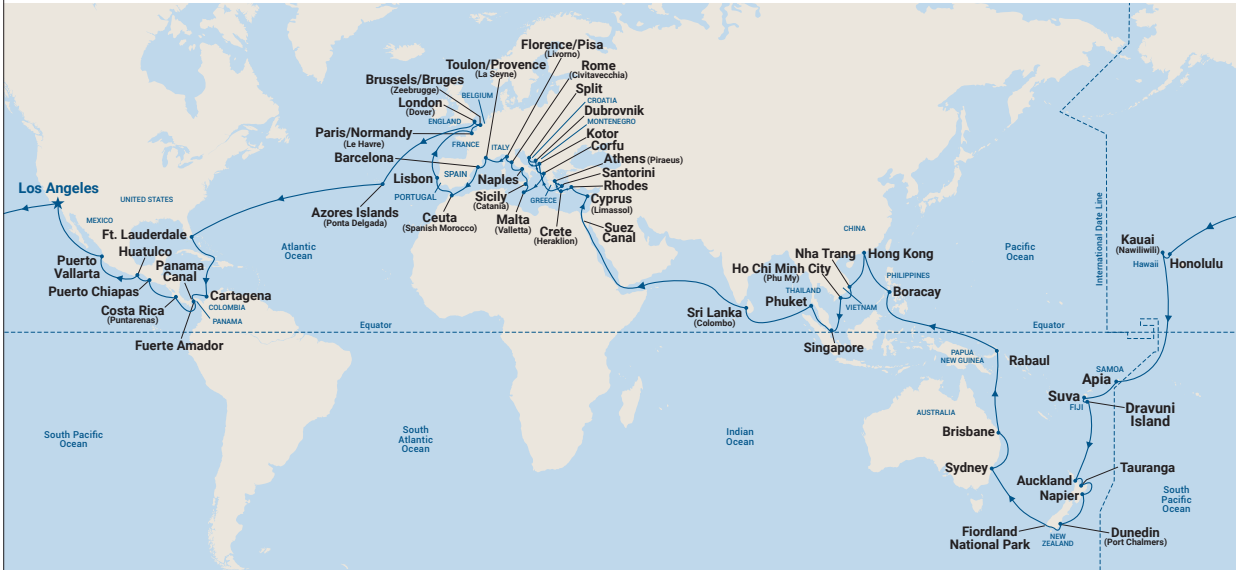 Florence/Pisa
(Livorno)
Toulon/Provence
(La Seyne)
Rome
(Civitavecchia)
Brussels/Bruges
(Zeebrugge)
Split
CROATIA
BELGIUM
London
(Dover)
Dubrovnik
MONTENEGRO
ENGLAND
Paris/Normandy
(Le Havre)
Kotor
FRANCE
ITALY
Corfu
Barcelona
Athens (Piraeus)
Santorini
Lisbon
SPAIN
Naples
Rhodes
PORTUGAL
Sicily
(Catania)
GREECE
Cyprus
(Limassol)
Los Angeles
UNITED STATES
Azores Islands
(Ponta Delgada)
Ceuta
(Spanish Morocco)
Malta
(Valletta)
Crete
(Heraklion)
Suez
Canal
MEXICO
Ft. Lauderdale
Huatulco
Atlantic
Ocean
CHINA
Pacific
Ocean
International Date Line
Kauai
(Nawiliwili)
Hawaii
Honolulu
Puerto
Vallarta
Panama
Canal
Nha Trang
Hong Kong
Ho Chi Minh City
(Phu My)
PHILIPPINES
Puerto Chiapas
Cartagena
COLOMBIA
THAILAND
Boracay
Costa Rica
(Puntarenas)
PANAMA
Sri Lanka
(Colombo)
Phuket
VIETNAM
Equator
Equator
Fuerte Amador
Singapore
PAPUA
NEW GUINEA
Rabaul
SAMOA
Apia
Suva
FIJI
Dravuni
Island
AUSTRALIA
South Pacific
Ocean
South
Atlantic
Ocean
Indian
Ocean
Brisbane
Sydney
Auckland
Tauranga
Napier
South
Pacific
Ocean
Fiordland
National Park
NEW
ZEALAND
Dunedin
(Port Chalmers)